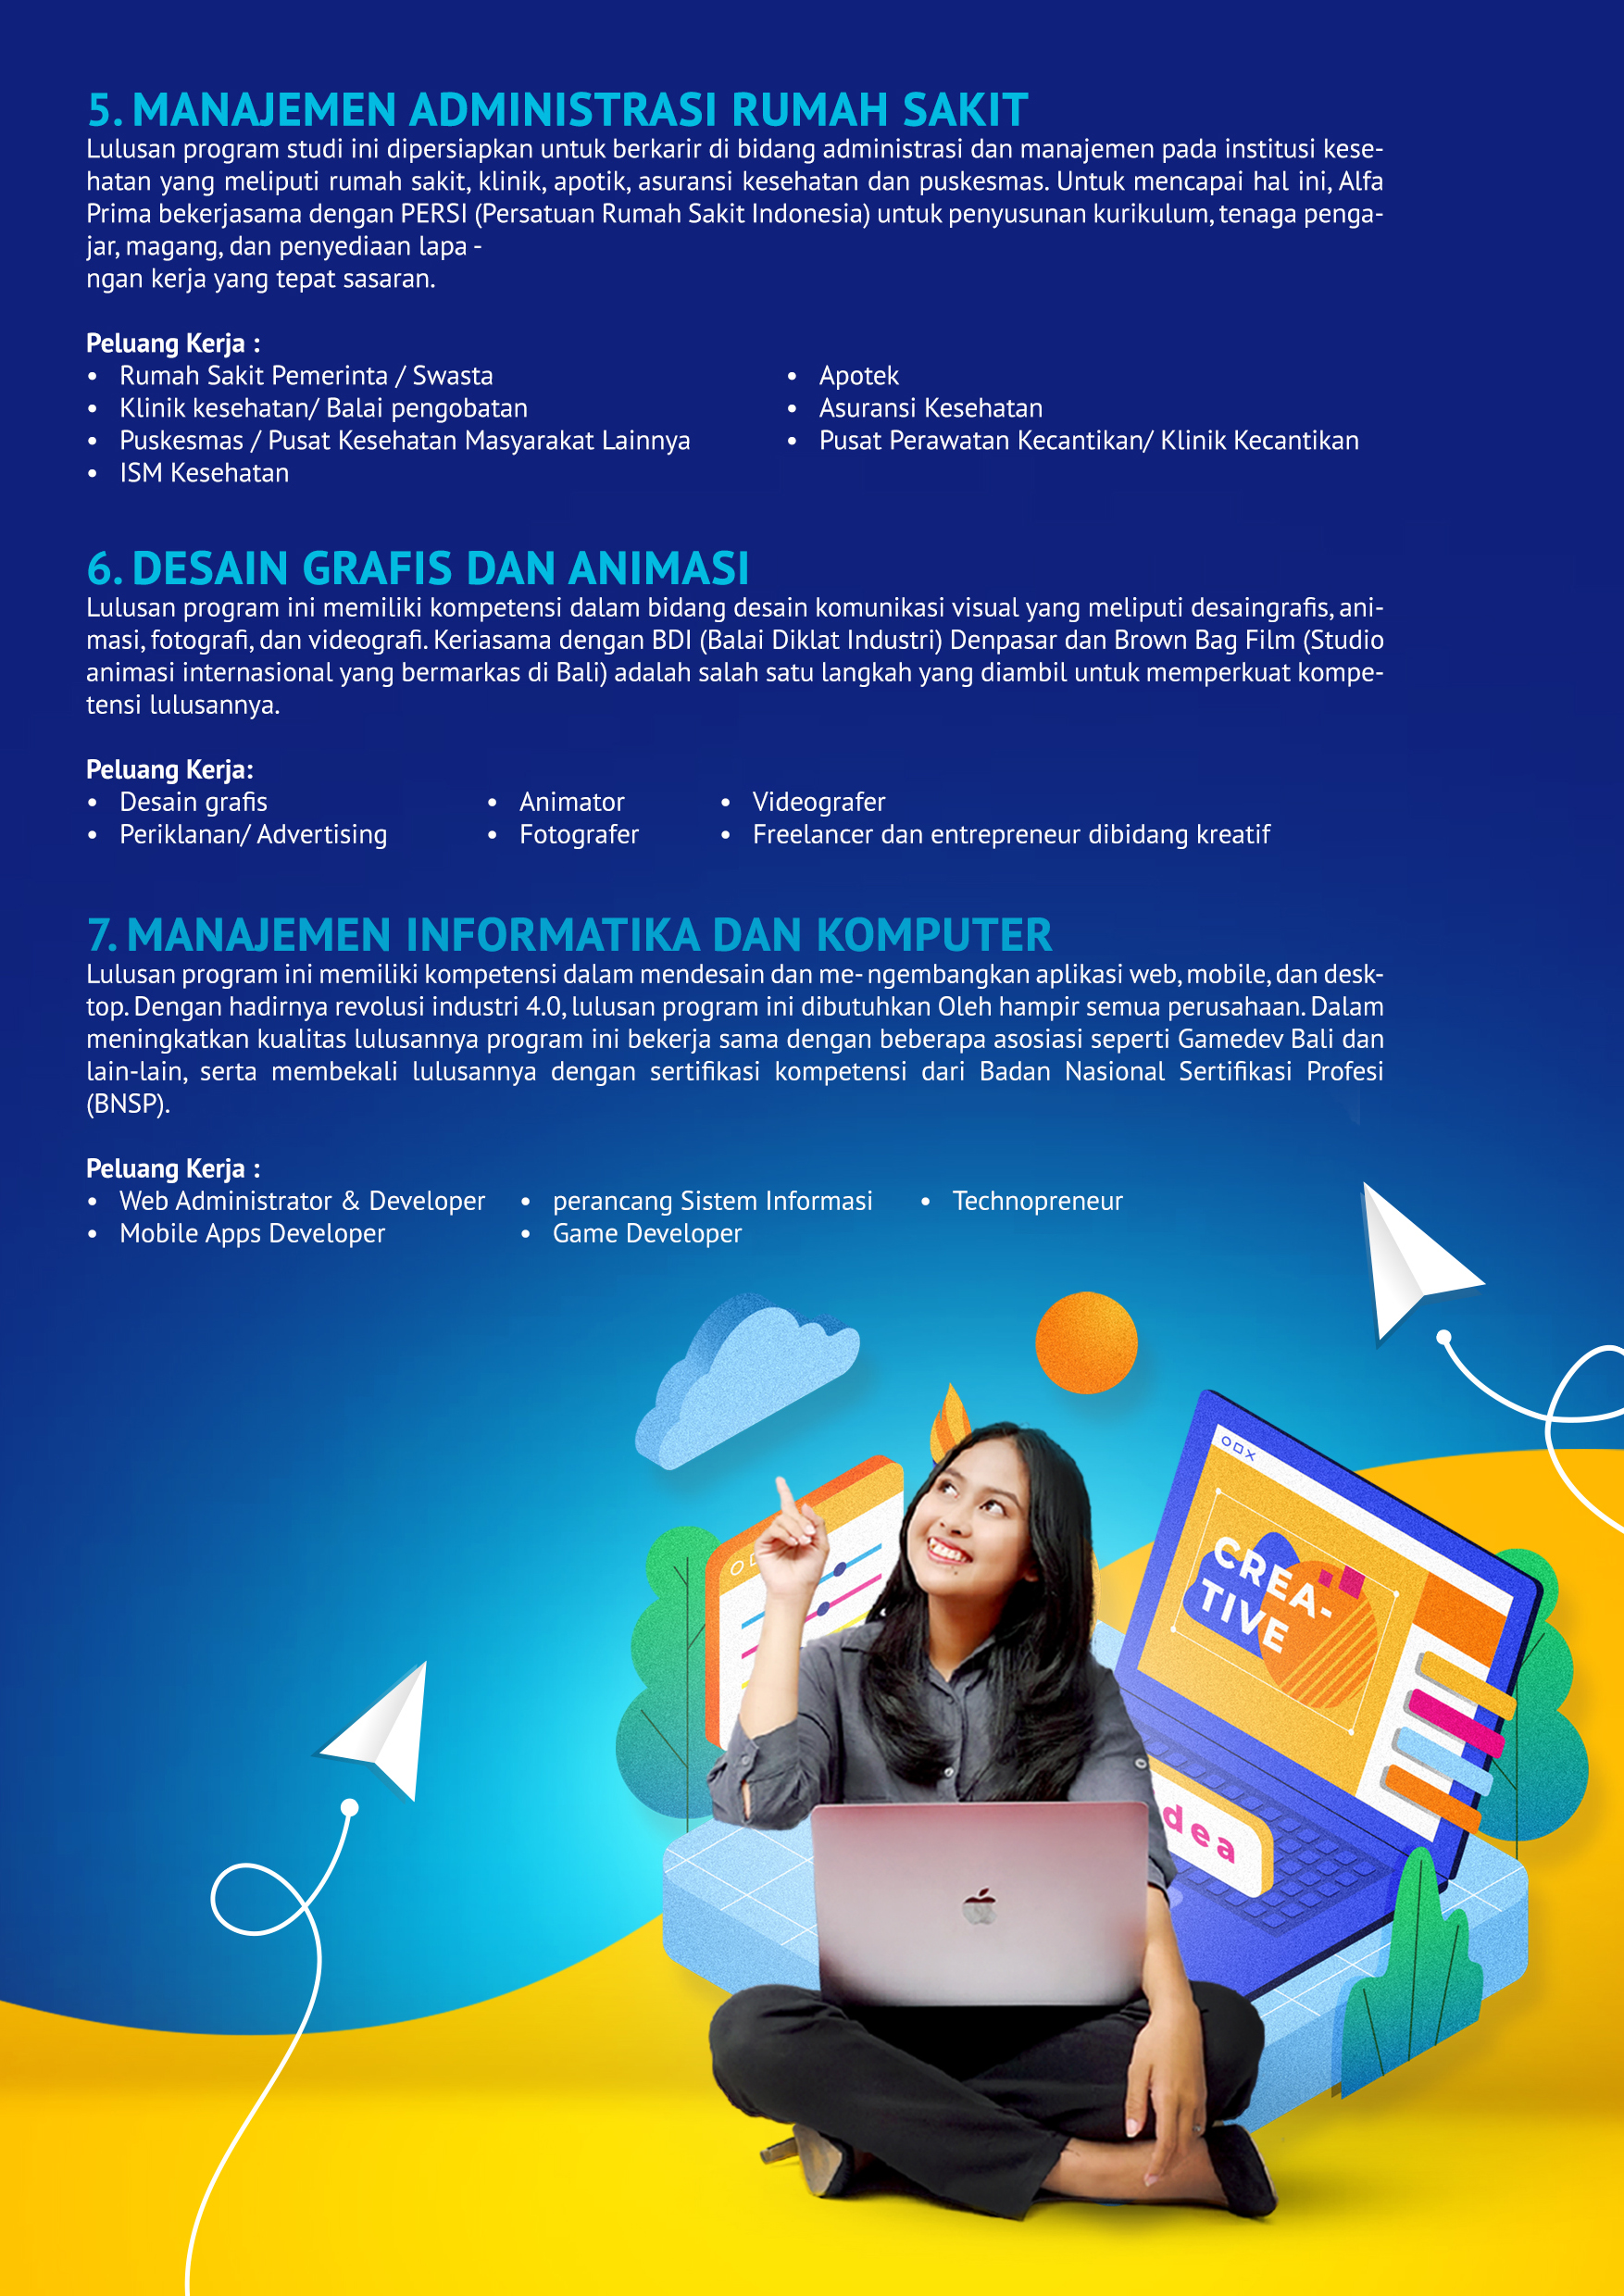 5. MANAJEMEN ADMINISTRASI RUMAH SAKIT
Lulusan program studi ini dipersiapkan untuk berkarir di bidang administrasi dan manajemen pada institusi kese-
hatan yang meliputi rumah sakit, klinik, apotik, asuransi kesehatan dan puskesmas. Untuk mencapai hal ini, Alfa
Prima bekerjasama dengan PERSI (Persatuan Rumah Sakit Indonesia) untuk penyusunan kurikulum, tenaga penga-
jar, magang, dan penyediaan lapa -
ngan kerja yang tepat sasaran.
Peluang Kerja :
• Rumah Sakit Pemerinta / Swasta
• Klinik kesehatan/ Balai pengobatan
• Puskesmas / Pusat Kesehatan Masyarakat Lainnya
• ISM Kesehatan
• Apotek
• Asuransi Kesehatan
• Pusat Perawatan Kecantikan/ Klinik Kecantikan
6. DESAIN GRAFIS DAN ANIMASI
Lulusan program ini memiliki kompetensi dalam bidang desain komunikasi visual yang meliputi desaingrafis, ani-
masi, fotografi, dan videografi. Keriasama dengan BDI (Balai Diklat Industri) Denpasar dan Brown Bag Film (Studio
animasi internasional yang bermarkas di Bali) adalah salah satu langkah yang diambil untuk memperkuat kompe-
tensi lulusannya.
Peluang Kerja:
• Desain grafis
• Periklanan/ Advertising
• Animator
• Fotografer
• Videografer
• Freelancer dan entrepreneur dibidang kreatif
7. MANAJEMEN INFORMATIKA DAN KOMPUTER
Lulusan program ini memiliki kompetensi dalam mendesain dan me- ngembangkan aplikasi web, mobile, dan desk-
top. Dengan hadirnya revolusi industri 4.0, lulusan program ini dibutuhkan Oleh hampir semua perusahaan. Dalam
meningkatkan kualitas lulusannya program ini bekerja sama dengan beberapa asosiasi seperti Gamedev Bali dan
lain-lain, serta membekali lulusannya dengan sertifikasi kompetensi dari Badan Nasional Sertifikasi Profesi
(BNSP).
Peluang Kerja :
• Web Administrator & Developer
• Mobile Apps Developer
• perancang Sistem Informasi
• Game Developer
• Technopreneur
CREA-
TIVE
dea